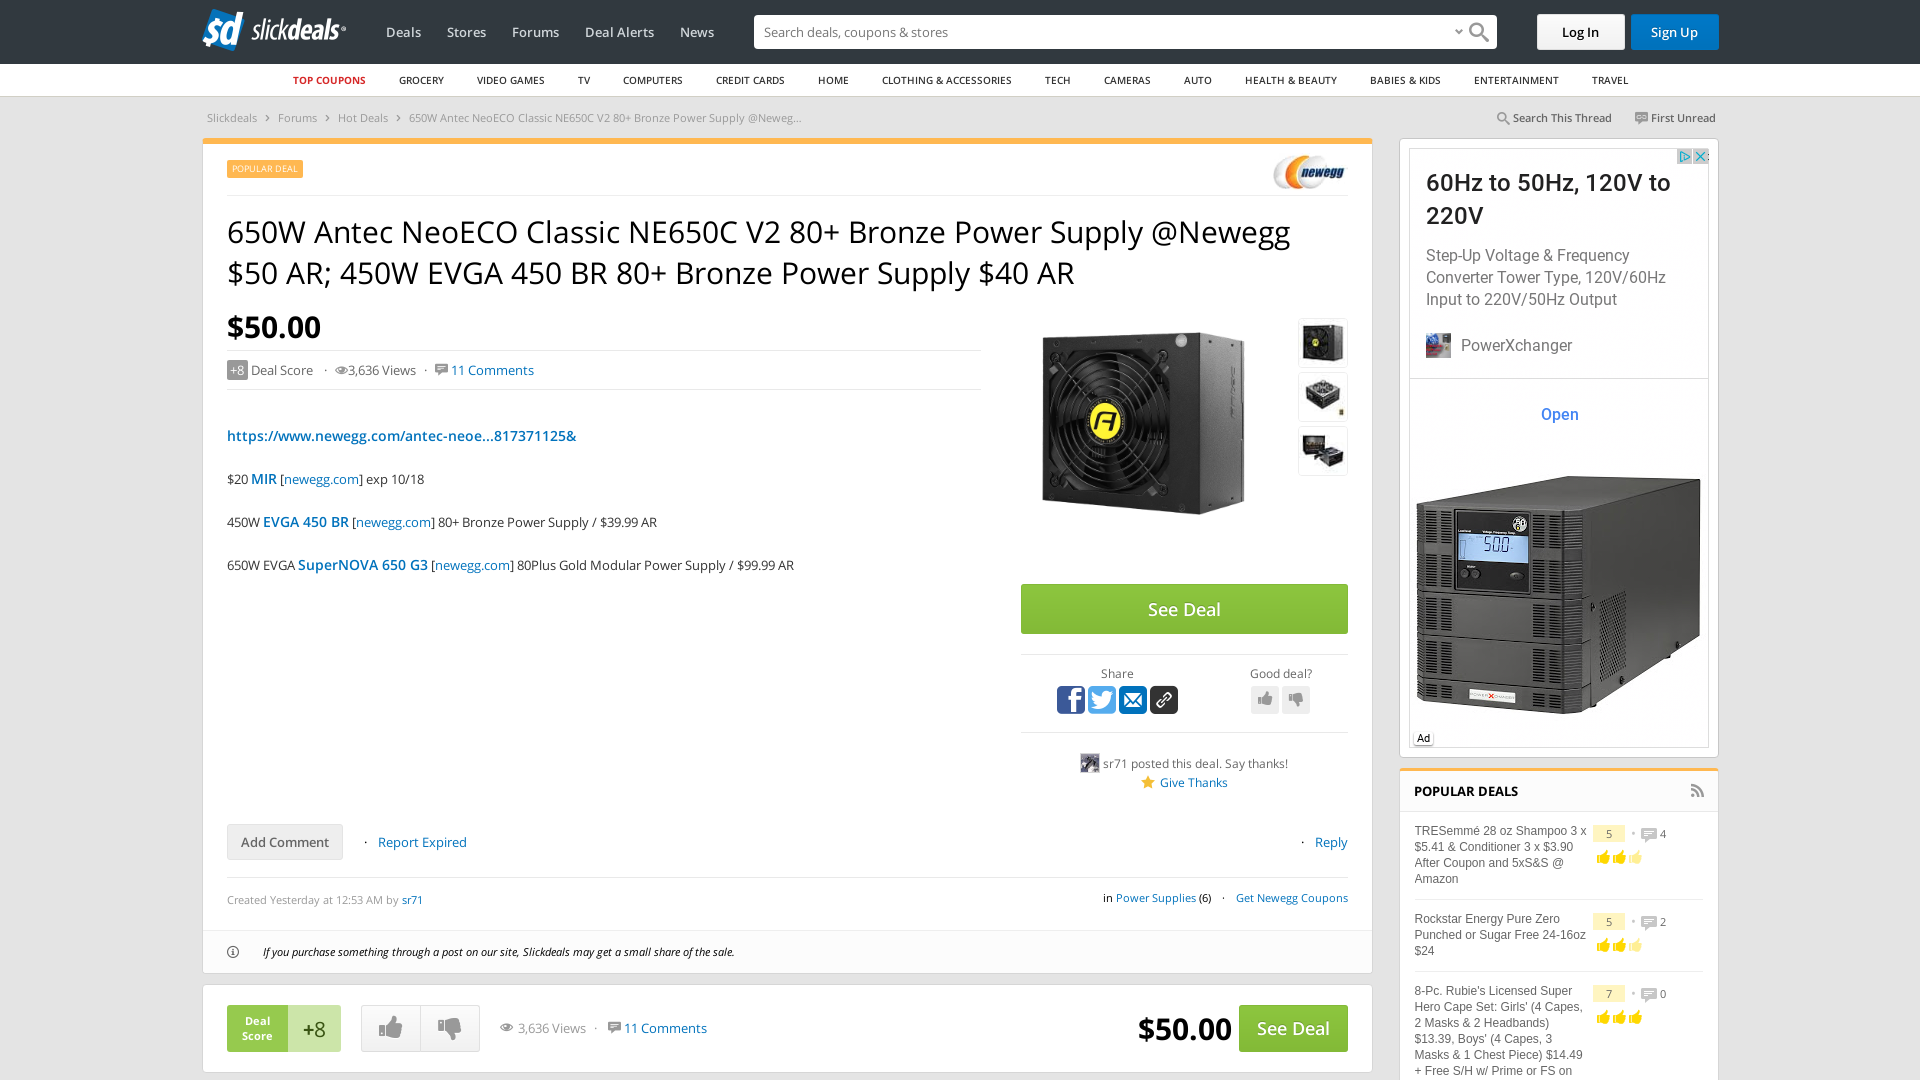 slickdeals
Deals
Stores
Forums
Deal Alerts
News
Search deals, coupons & stores
Log In
Sign Up
TOP COUPONS
GROCERY
VIDEO GAMES
TV
COMPUTERS
CREDIT CARDS
HOME
CLOTHING & ACCESSORIES
TECH
CAMERAS
AUTO
HEALTH & BEAUTY
BABIES & KIDS
ENTERTAINMENT
TRAVEL
Slickdeals > Forums > Hot Deals > 650W Antec NeoECO Classic NE650C V2 80+ Bronze Power Supply @Neweg...
Search This Thread
First Unread
POPULAR DEAL
newegg
650W Antec NeoECO Classic NE650C V2 80+ Bronze Power Supply @Newegg
$50 AR; 450W EVGA 450 BR 80+ Bronze Power Supply $40 AR
$50.00
+8 Deal Score · 3,636 Views · 11 Comments
https://www.newegg.com/antec-neoe...817371125&
$20 MIR [newegg.com] exp 10/18
450W EVGA 450 BR [newegg.com] 80+ Bronze Power Supply / $39.99 AR
650W EVGA SuperNOVA 650 G3 [newegg.com] 80Plus Gold Modular Power Supply / $99.99 AR
See Deal
Share
Good deal?
sr71 posted this deal. Say thanks!
Give Thanks
Add Comment · Report Expired
· Reply
Created Yesterday at 12:53 AM by sr71
in Power Supplies (6) · Get Newegg Coupons
If you purchase something through a post on our site, Slickdeals may get a small share of the sale.
Deal
Score
+8
3,636 Views · 11 Comments
$50.00
See Deal
60Hz to 50Hz, 120V to
220V
Step-Up Voltage & Frequency
Converter Tower Type, 120V/60Hz
Input to 220V/50Hz Output
PowerXchanger
Open
50.0
POWERXCHANGER
Ad
POPULAR DEALS
TRESemmé 28 oz Shampoo 3 x
$5.41 & Conditioner 3 x $3.90
After Coupon and 5xS&S @
Amazon
5 · 4
Rockstar Energy Pure Zero
Punched or Sugar Free 24-16oz
$24
5 · 2
8-Pc. Rubie's Licensed Super
Hero Cape Set: Girls' (4 Capes,
2 Masks & 2 Headbands)
$13.39, Boys' (4 Capes, 3
Masks & 1 Chest Piece) $14.49
+ Free S/H w/ Prime or FS on
7 · 0